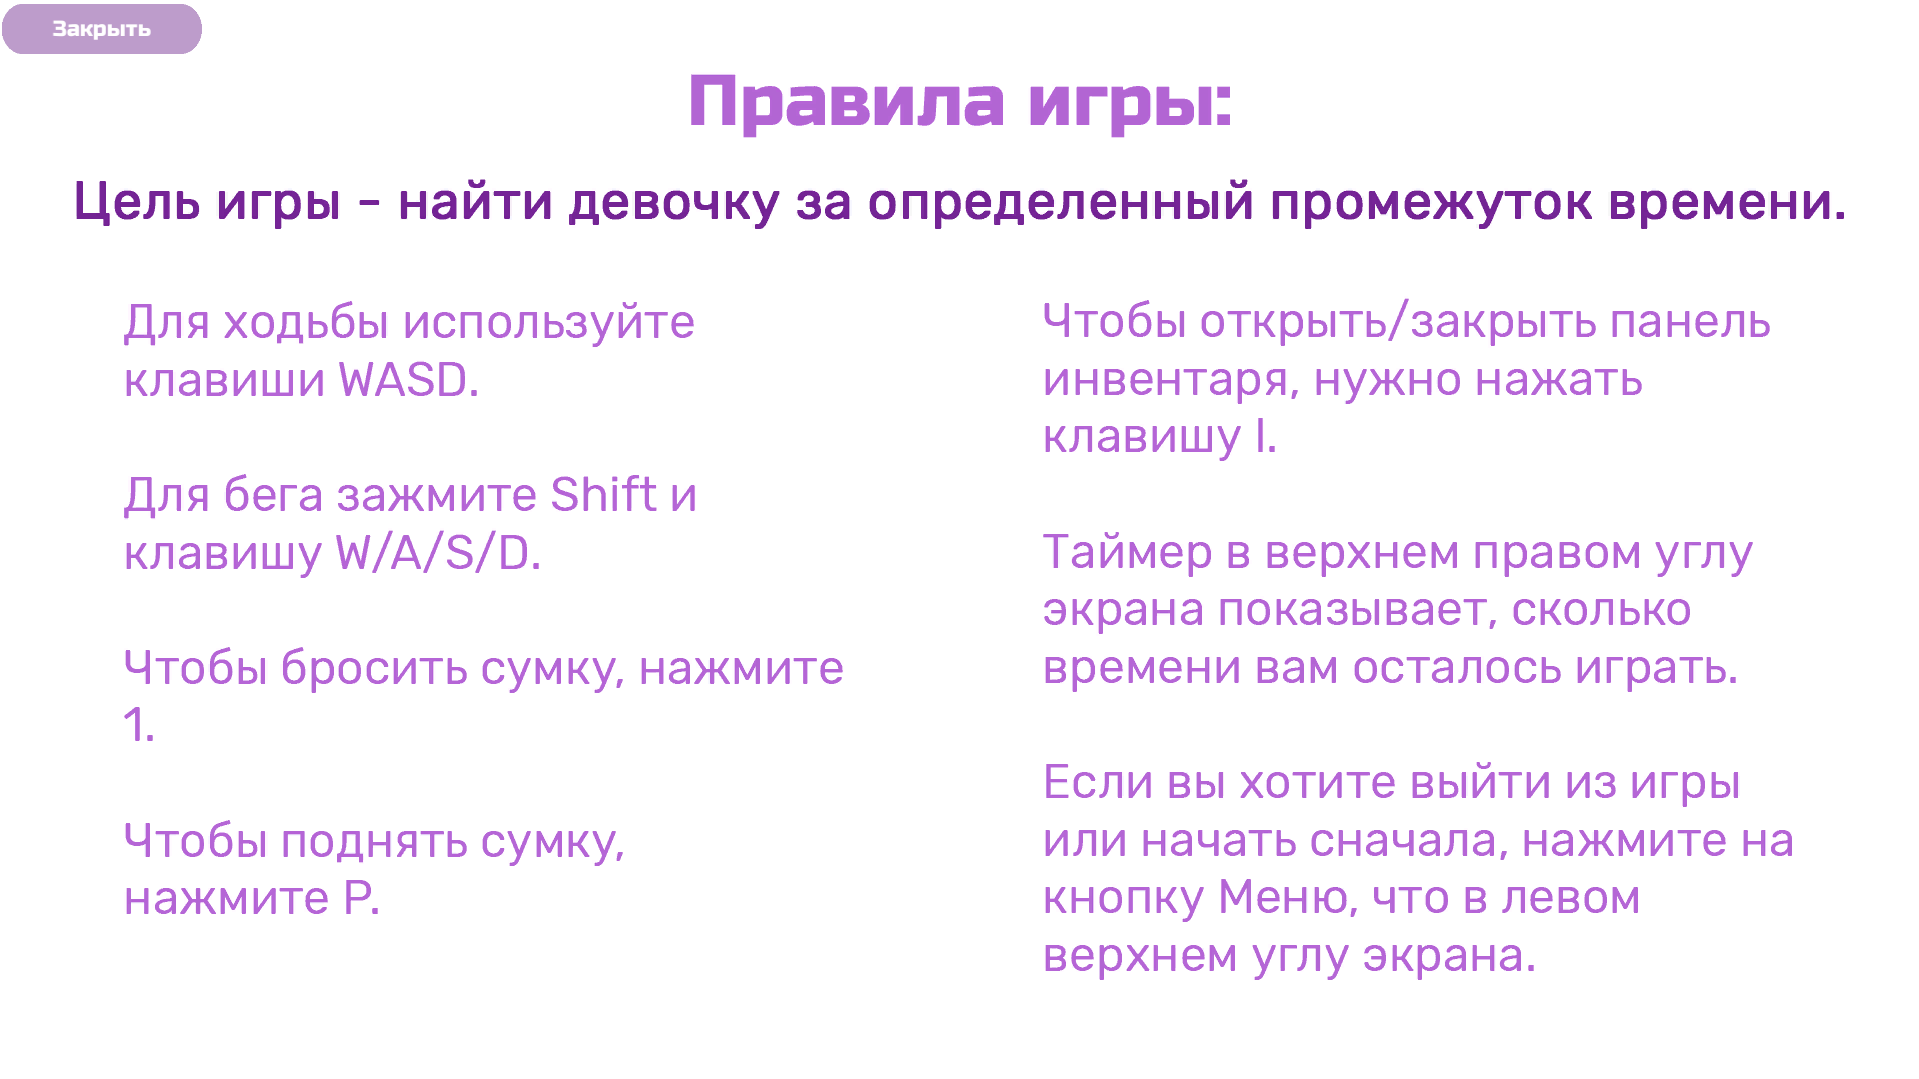 Закрыть
Правила игры:
Цель игры - найти девочку за определенный промежуток времени.
Для ходьбы используйте
клавиши WASD.
Для бега зажмите Shift и
клавишу W/A/S/D.
Чтобы бросить сумку, нажмите
1.
Чтобы поднять сумку,
нажмите P.
Чтобы открыть/закрыть панель
инвентаря, нужно нажать
клавишу I.
Таймер в верхнем правом углу
экрана показывает, сколько
времени вам осталось играть.
Если вы хотите выйти из игры
или начать сначала, нажмите на
кнопку Меню, что в левом
верхнем углу экрана.